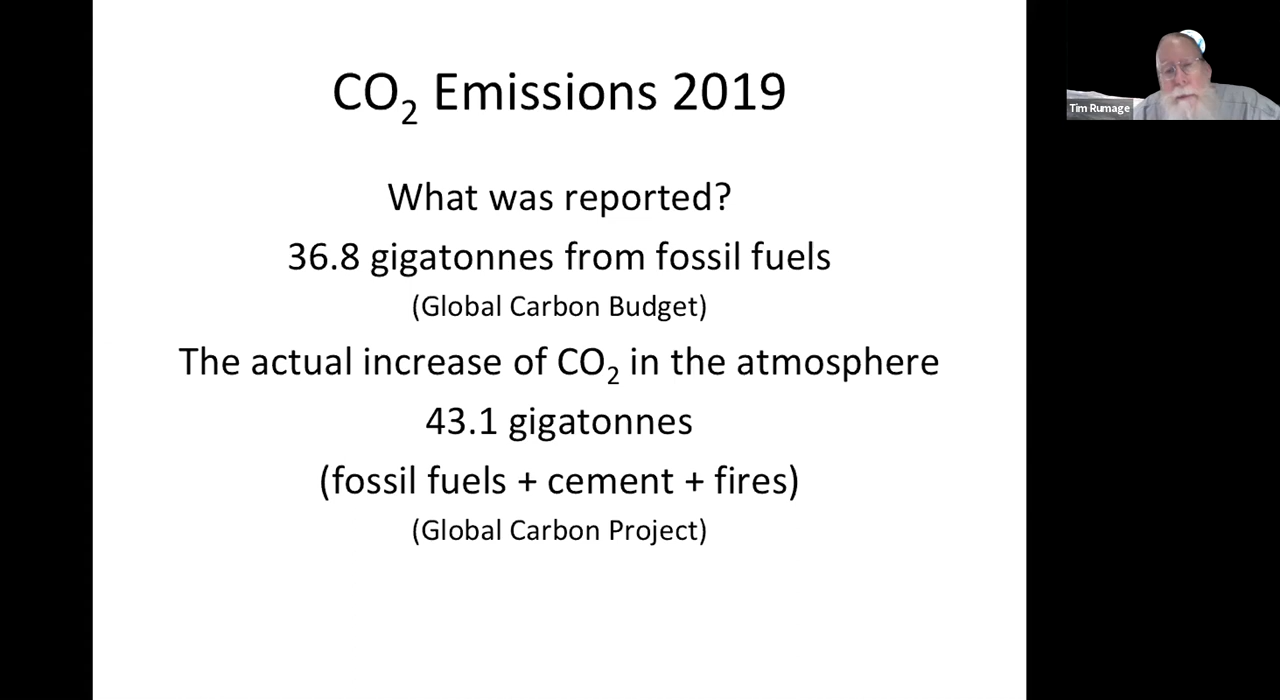 CO2 Emissions 2019
What was reported?
36.8 gigatonnes from fossil fuels
(Global Carbon Budget)
The actual increase of CO2 in the atmosphere
43.1 gigatonnes
(fossil fuels + cement + fires)
(Global Carbon Project)
Tim Rumage